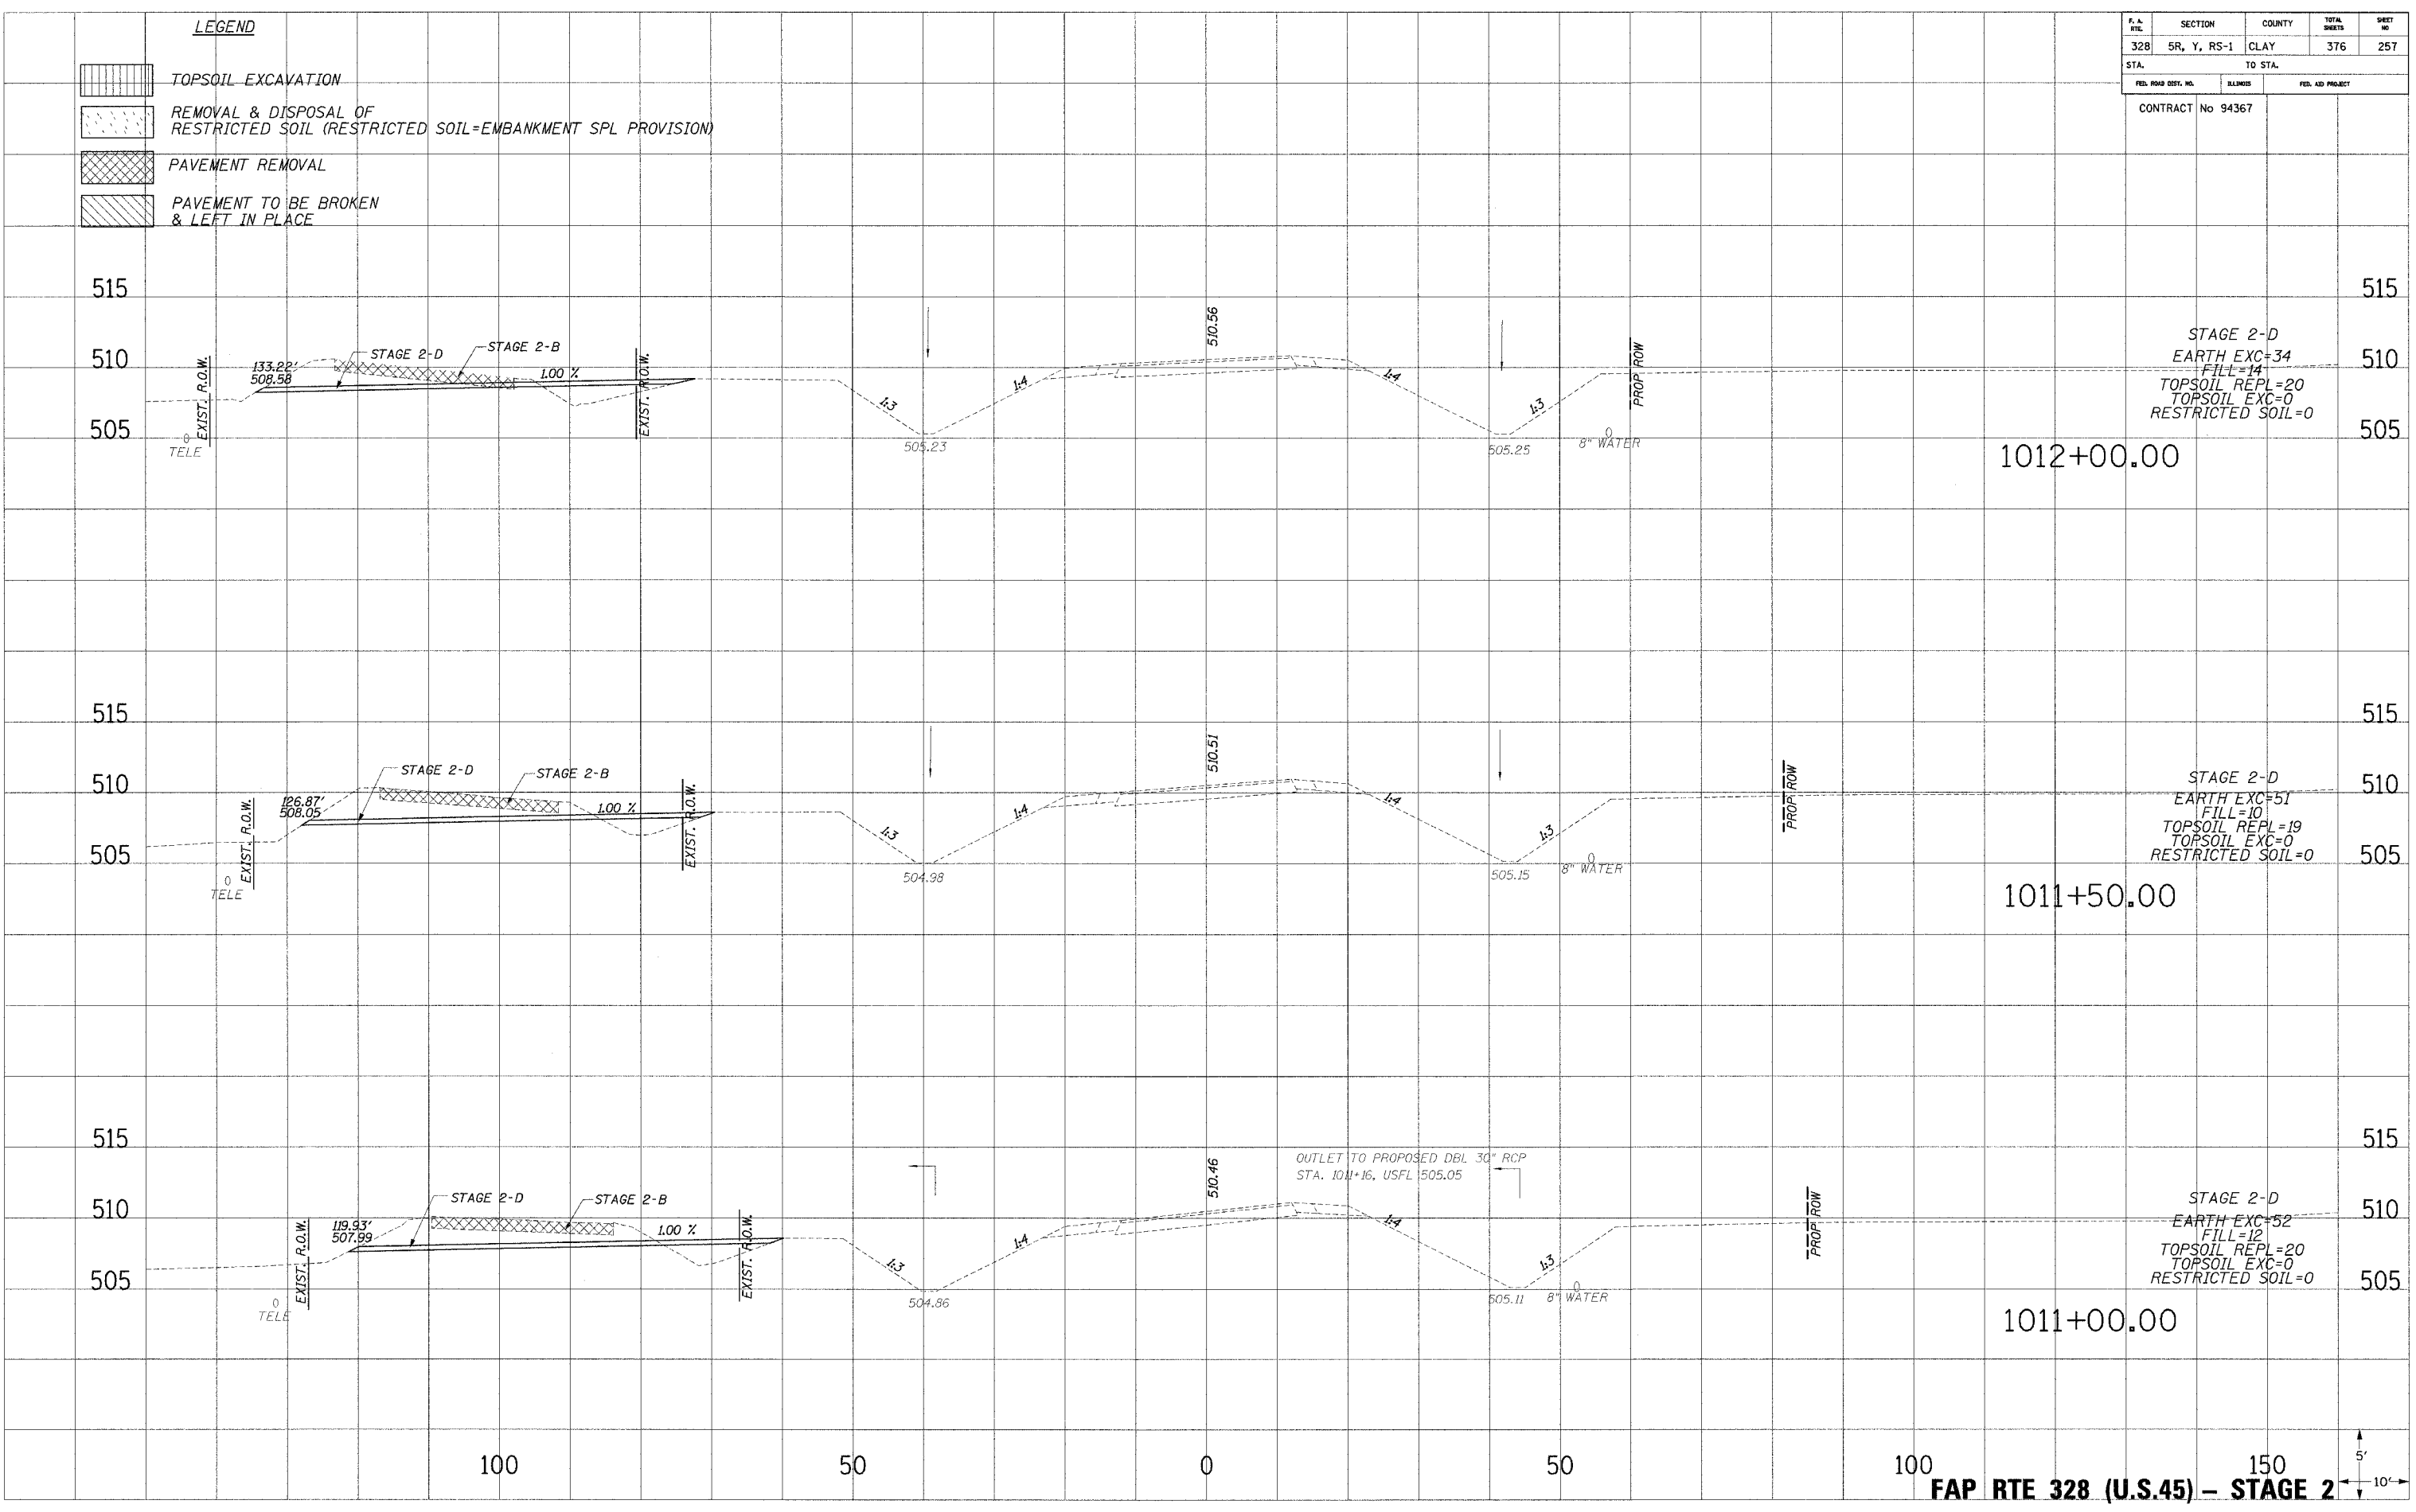 LEGEND
TOPSOIL EXCAVATION
REMOVAL & DISPOSAL OF
RESTRICTED SOIL (RESTRICTED SOIL=EMBANKMENT SPL PROVISION)
PAVEMENT REMOVAL
PAVEMENT TO BE BROKEN
& LEFT IN PLACE
F. A. RTE. SECTION COUNTY TOTAL SHEETS SHEET NO
328 5R, Y, RS-1 CLAY 376 257
STA. TO STA.
FED. ROAD DIST. NO. ILLINOIS FED. AID PROJECT
CONTRACT No 94367
515 515
510 510
505 505
133.22'
508.58
STAGE 2-D
STAGE 2-B
1.00 %
EXIST. R.O.W.
EXIST. R.O.W.
TELE
1:3
505.23
1:4
510.56
1:4
505.25
1:3
8" WATER
PROP ROW
STAGE 2-D
EARTH EXC=34
FILL=14
TOPSOIL REPL=20
TOPSOIL EXC=0
RESTRICTED SOIL=0
1012+00.00
515 515
510 510
505 505
126.87'
508.05
STAGE 2-D
STAGE 2-B
1.00 %
EXIST. R.O.W.
EXIST. R.O.W.
TELE
1:3
504.98
1:4
510.51
1:4
505.15
1:3
8" WATER
PROP ROW
STAGE 2-D
EARTH EXC=51
FILL=10
TOPSOIL REPL=19
TOPSOIL EXC=0
RESTRICTED SOIL=0
1011+50.00
515 515
510 510
505 505
119.93'
507.99
STAGE 2-D
STAGE 2-B
1.00 %
EXIST. R.O.W.
EXIST. R.O.W.
TELE
1:3
504.86
1:4
510.46
OUTLET TO PROPOSED DBL 30" RCP
STA. 1011+16, USFL 505.05
1:4
505.11
1:3
8" WATER
PROP ROW
STAGE 2-D
EARTH EXC=52
FILL=12
TOPSOIL REPL=20
TOPSOIL EXC=0
RESTRICTED SOIL=0
1011+00.00
100 50 0 50 100 150
5'
10'
FAP RTE 328 (U.S.45) – STAGE 2